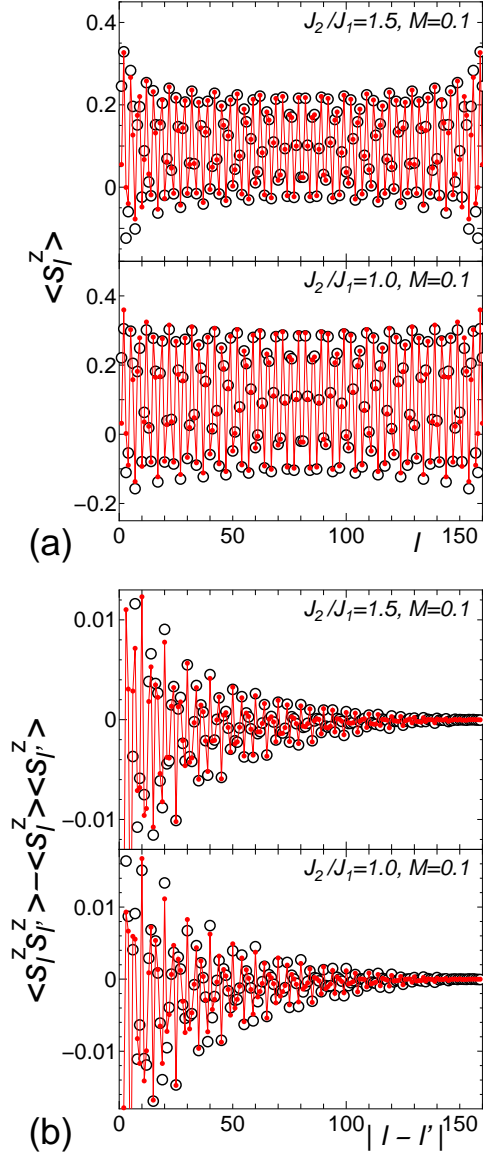 J₂/J₁=1.5, M=0.1
0.4
0.2
0
<s_l^z>
J₂/J₁=1.0, M=0.1
0.4
0.2
0
−0.2
0 50 100 150
l
(a)
J₂/J₁=1.5, M=0.1
0.01
0
−0.01
<s_l^z s_l'^z>−<s_l^z><s_l'^z>
J₂/J₁=1.0, M=0.1
0.01
0
−0.01
0 50 100 150
| l − l' |
(b)